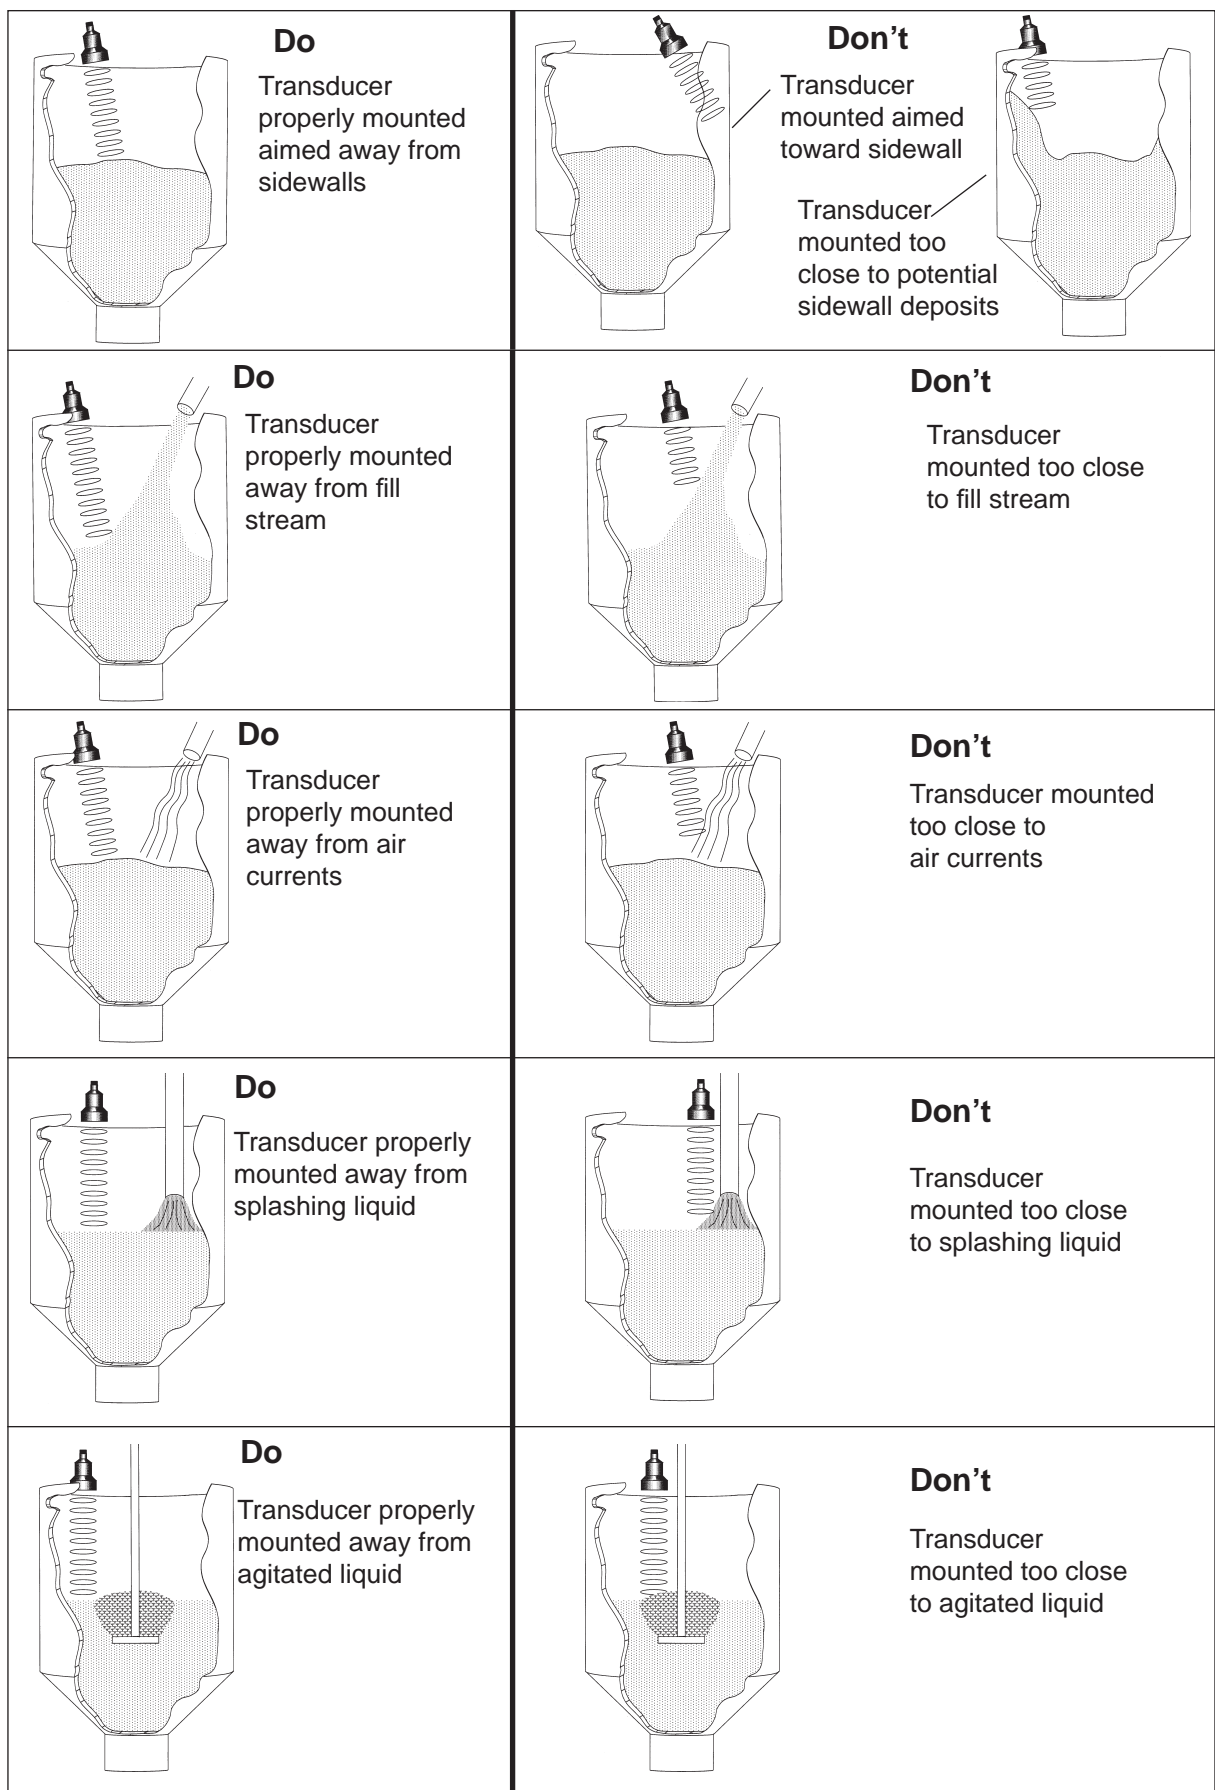 Do
Transducer
properly mounted
aimed away from
sidewalls
Don't
Transducer
mounted aimed
toward sidewall
Transducer
mounted too
close to potential
sidewall deposits
Do
Transducer
properly mounted
away from fill
stream
Don't
Transducer
mounted too close
to fill stream
Do
Transducer
properly mounted
away from air
currents
Don't
Transducer mounted
too close to
air currents
Do
Transducer properly
mounted away from
splashing liquid
Don't
Transducer
mounted too close
to splashing liquid
Do
Transducer properly
mounted away from
agitated liquid
Don't
Transducer
mounted too close
to agitated liquid